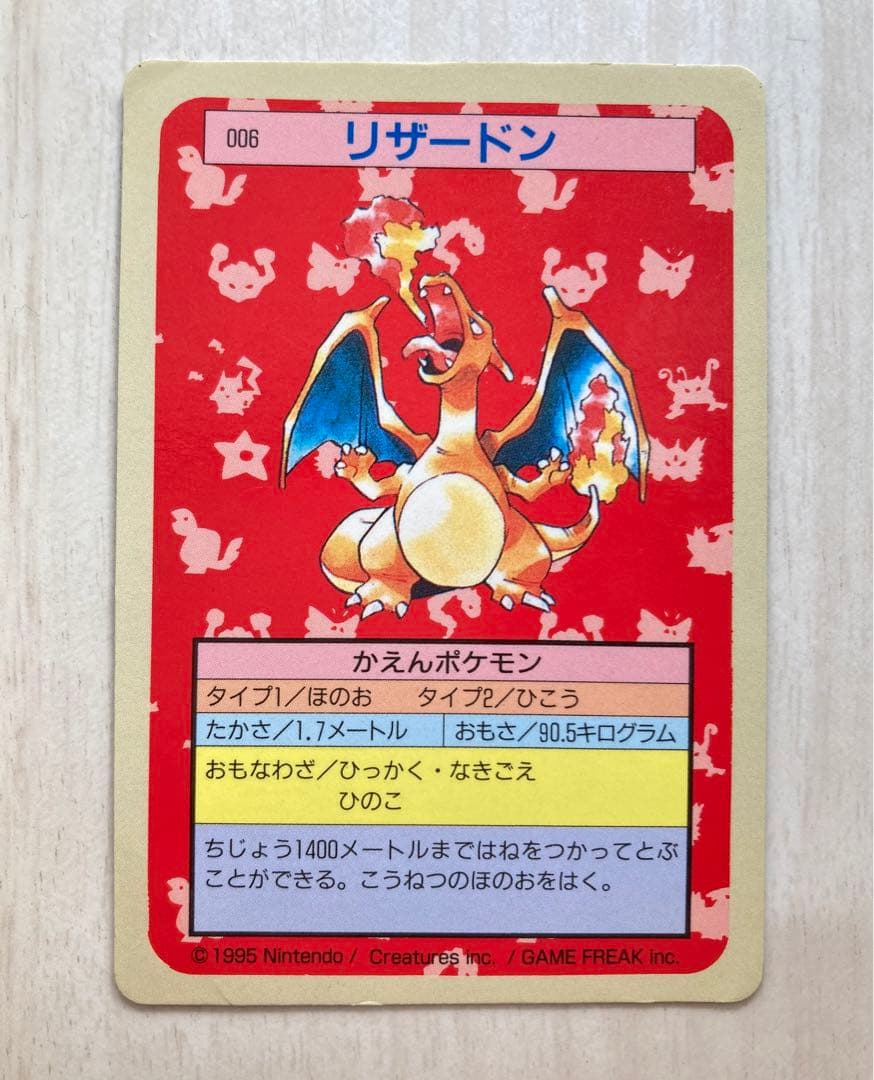 006 リザードン
かえんポケモン
タイプ1/ほのお タイプ2/ひこう
たかさ/1.7メートル おもさ/90.5キログラム
おもなわざ/ひっかく・なきごえ
ひのこ
ちじょう1400メートルまではねをつかってとぶ
ことができる。こうねつのほのおをはく。
©1995 Nintendo / Creatures inc. / GAME FREAK inc.